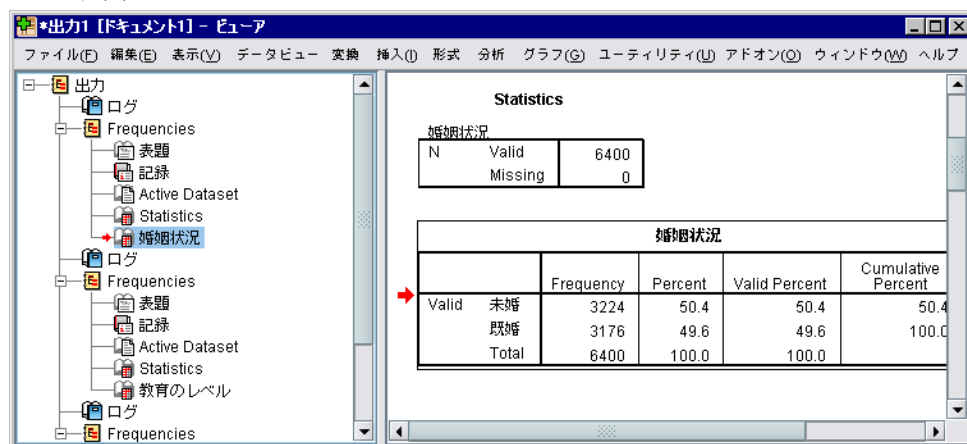 *出力1 [ドキュメント1] - ビューア
ファイル(F) 編集(E) 表示(V) データビュー 変換 挿入(I) 形式 分析 グラフ(G) ユーティリティ(U) アドオン(O) ウィンドウ(W) ヘルプ
出力
ログ
Frequencies
表題
記録
Active Dataset
Statistics
婚姻状況
ログ
Frequencies
表題
記録
Active Dataset
Statistics
教育のレベル
ログ
Frequencies
Statistics
婚姻状況
N Valid 6400
Missing 0
婚姻状況
Frequency Percent Valid Percent Cumulative Percent
Valid 未婚 3224 50.4 50.4 50.4
既婚 3176 49.6 49.6 100.0
Total 6400 100.0 100.0